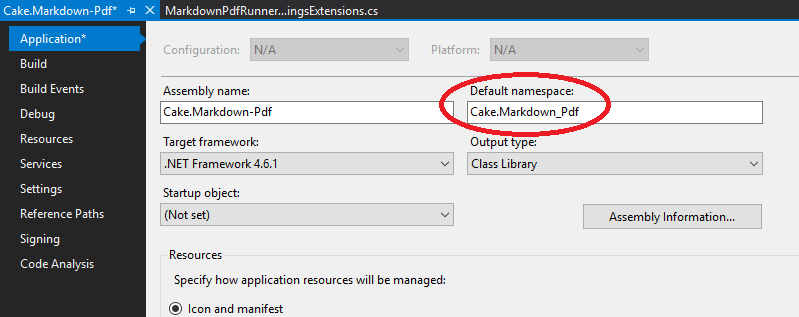 Cake.Markdown-Pdf* MarkdownPdfRunner...ingsExtensions.cs
Application*
Build
Build Events
Debug
Resources
Services
Settings
Reference Paths
Signing
Code Analysis
Configuration: N/A Platform: N/A
Assembly name: Default namespace:
Cake.Markdown-Pdf Cake.Markdown_Pdf
Target framework: Output type:
.NET Framework 4.6.1 Class Library
Startup object:
(Not set) Assembly Information...
Resources
Specify how application resources will be managed:
Icon and manifest